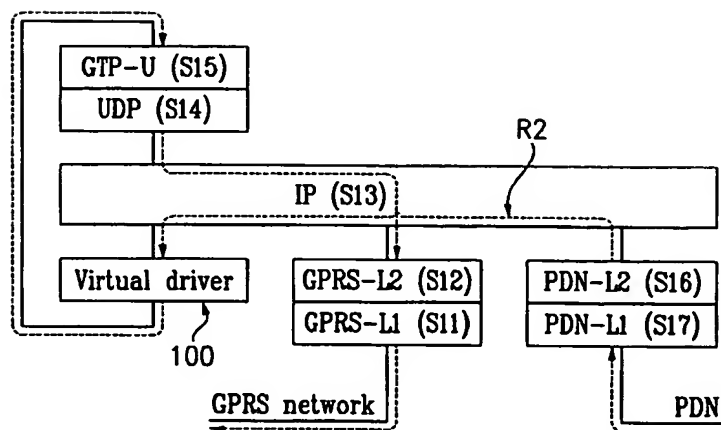 GTP-U (S15)
UDP (S14)
R2
IP (S13)
Virtual driver
GPRS-L2 (S12)
PDN-L2 (S16)
GPRS-L1 (S11)
PDN-L1 (S17)
100
GPRS network
PDN